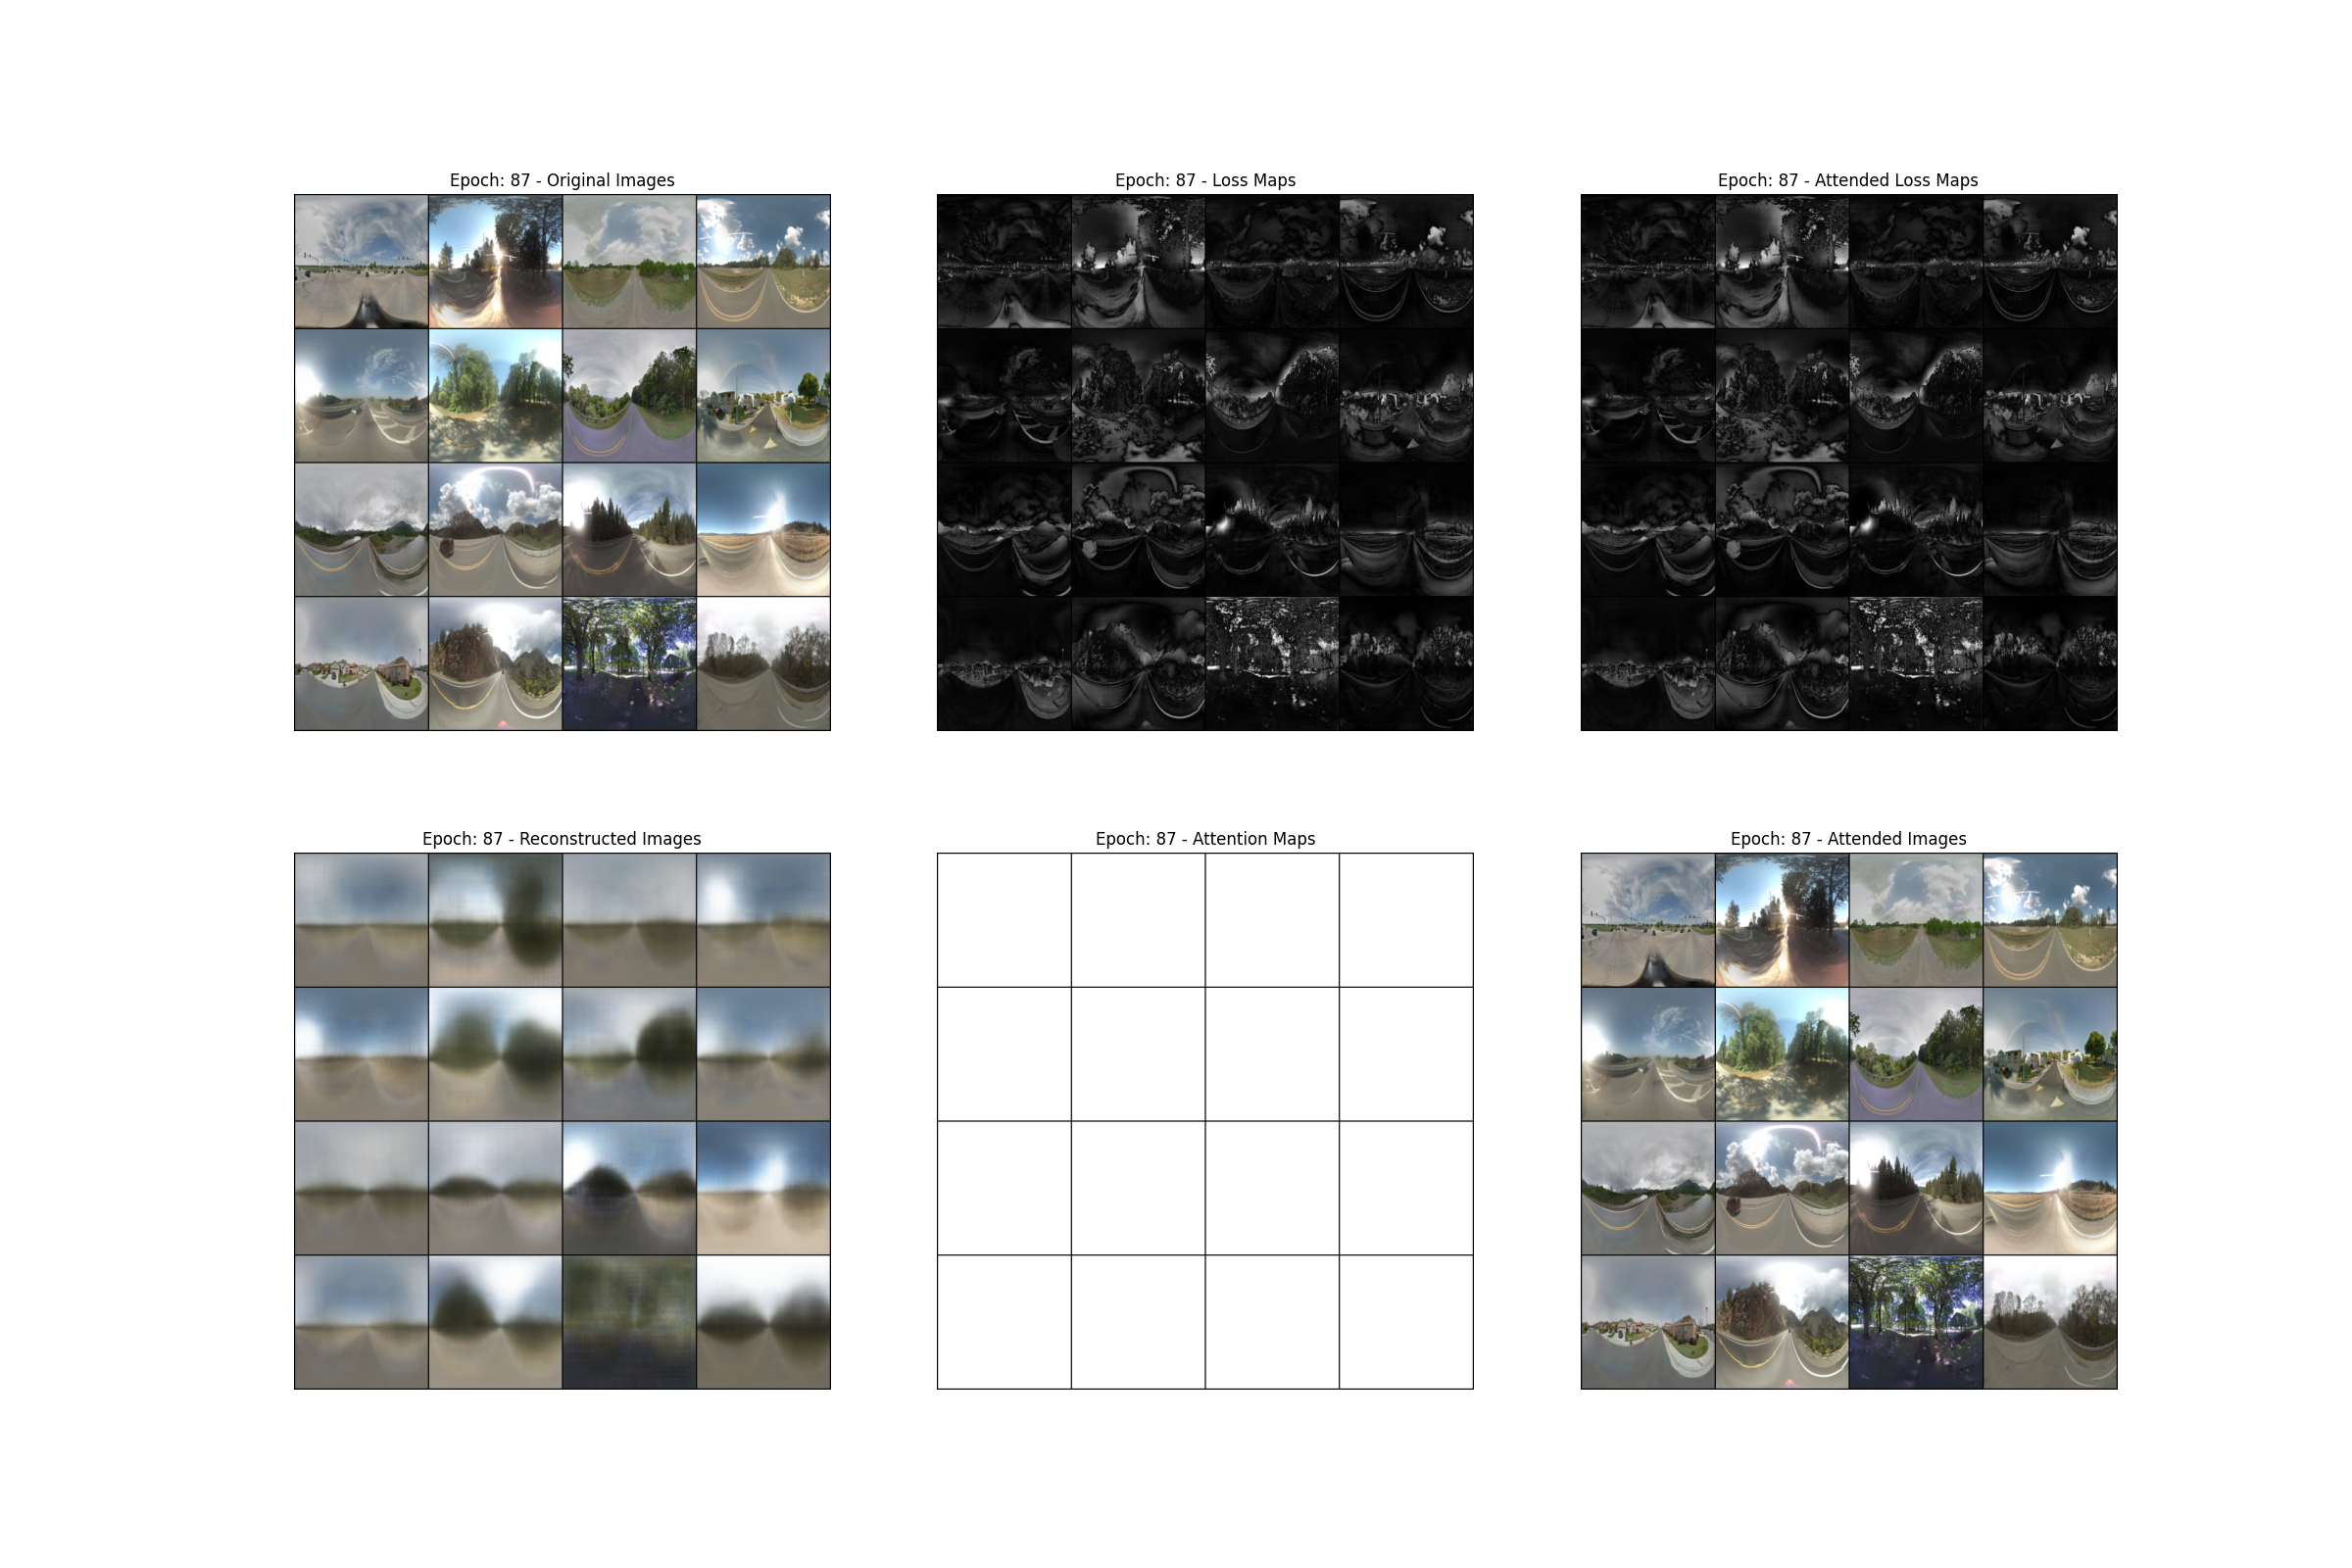 Epoch: 87 - Original Images
Epoch: 87 - Loss Maps
Epoch: 87 - Attended Loss Maps
Epoch: 87 - Reconstructed Images
Epoch: 87 - Attention Maps
Epoch: 87 - Attended Images